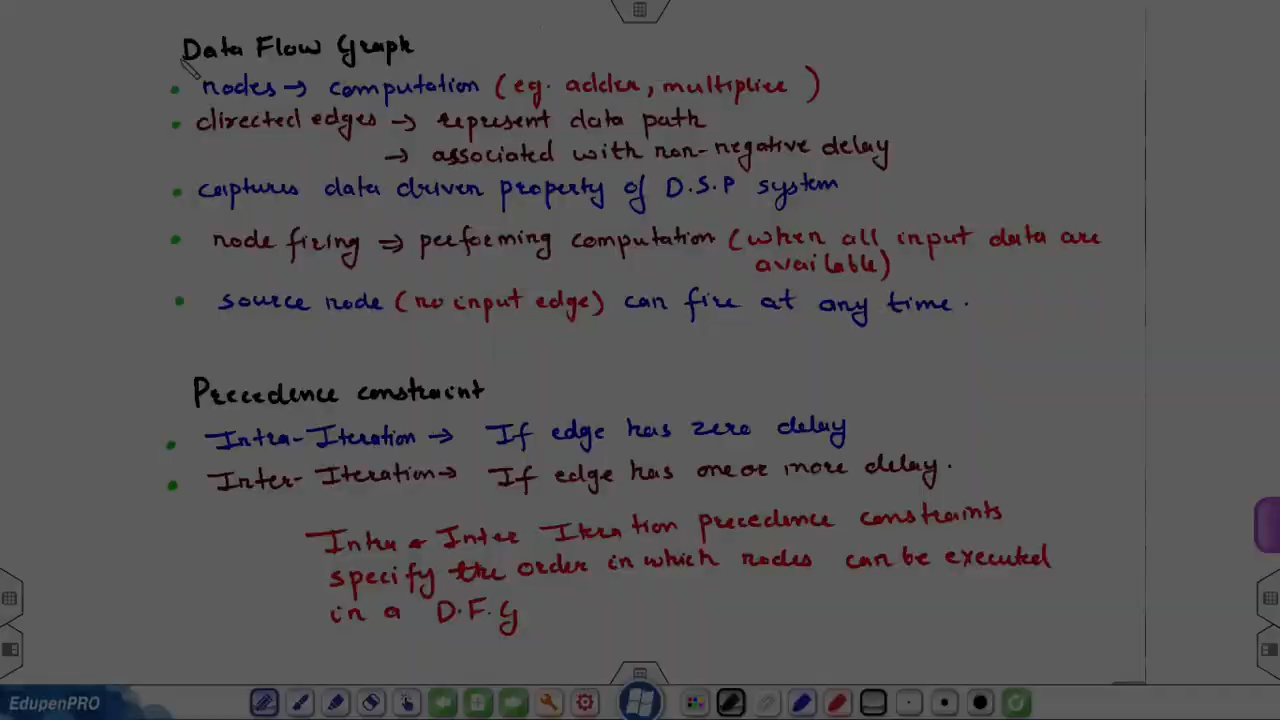 Data Flow Graph
• nodes → computation (eg. adder, multiplier )
• directed edges → represent data path
→ associated with non-negative delay
• captures data driven property of D.S.P system
• node firing ⇒ performing computation (when all input data are
available)
• source node (no input edge) can fire at any time.
Precedence constraint
• Intra-Iteration → If edge has zero delay
• Inter-Iteration → If edge has one or more delay.
Intra & Inter Iteration precedence constraints
specify the order in which nodes can be executed
in a D.F.G
EdupenPRO